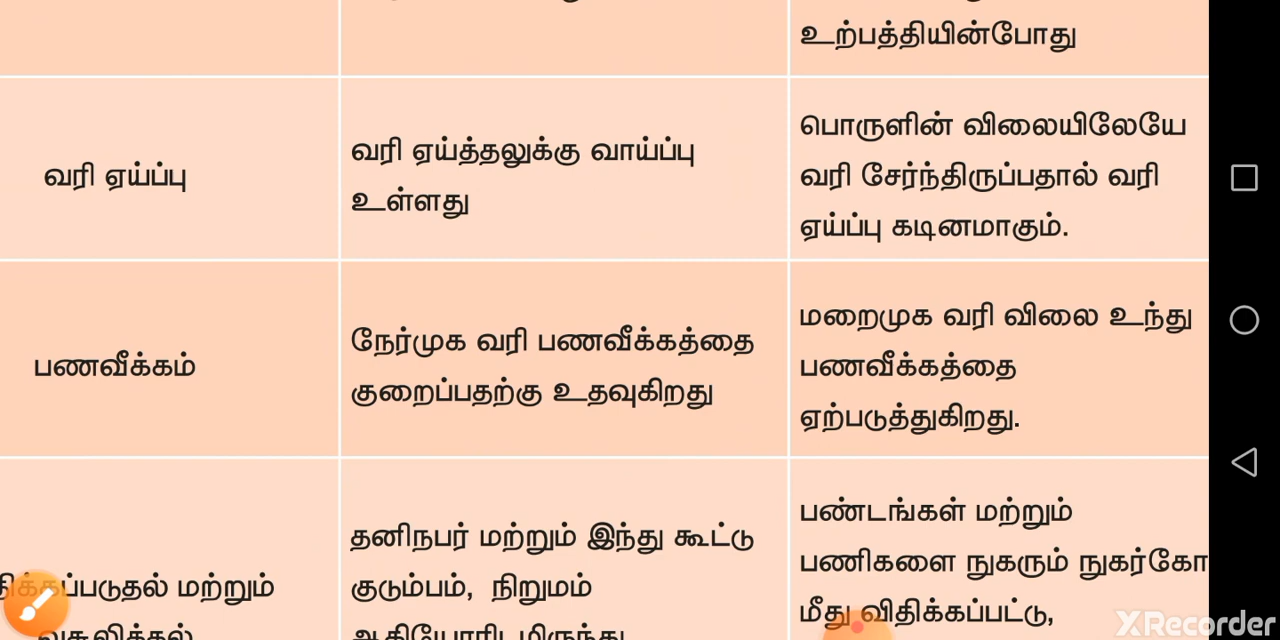 உற்பத்தியின்போது
வரி ஏய்ப்பு
வரி ஏய்த்தலுக்கு வாய்ப்பு
உள்ளது
பொருளின் விலையிலேயே
வரி சேர்ந்திருப்பதால் வரி
ஏய்ப்பு கடினமாகும்.
பணவீக்கம்
நேர்முக வரி பணவீக்கத்தை
குறைப்பதற்கு உதவுகிறது
மறைமுக வரி விலை உந்து
பணவீக்கத்தை
ஏற்படுத்துகிறது.
மற்றும்
தனிநபர் மற்றும் இந்து கூட்டு
குடும்பம், நிறுமம்
பண்டங்கள் மற்றும்
பணிகளை நுகரும் நுகர்கோ
மீது விதிக்கப்பட்டு,
XRecorder